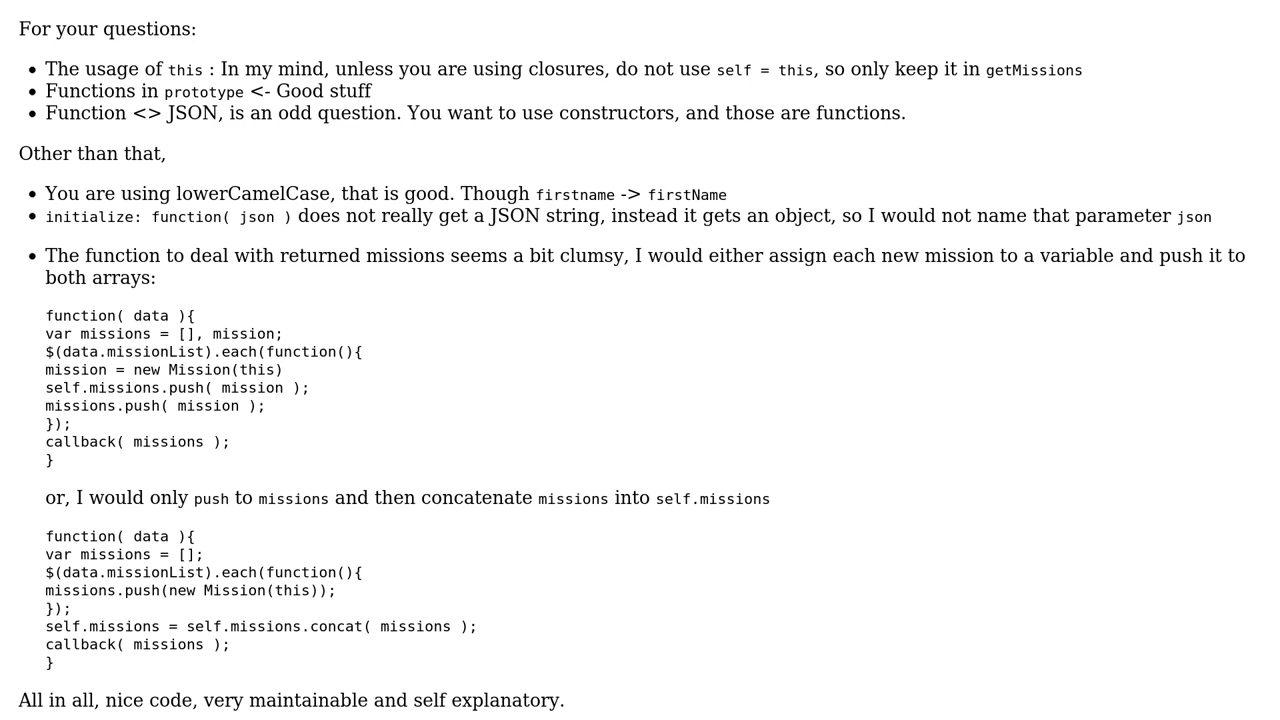 For your questions:
The usage of this : In my mind, unless you are using closures, do not use self = this, so only keep it in getMissions
Functions in prototype <- Good stuff
Function <> JSON, is an odd question. You want to use constructors, and those are functions.
Other than that,
You are using lowerCamelCase, that is good. Though firstname -> firstName
initialize: function( json ) does not really get a JSON string, instead it gets an object, so I would not name that parameter json
The function to deal with returned missions seems a bit clumsy, I would either assign each new mission to a variable and push it to
both arrays:
function( data ){
var missions = [], mission;
$(data.missionList).each(function(){
mission = new Mission(this)
self.missions.push( mission );
missions.push( mission );
});
callback( missions );
}
or, I would only push to missions and then concatenate missions into self.missions
function( data ){
var missions = [];
$(data.missionList).each(function(){
missions.push(new Mission(this));
});
self.missions = self.missions.concat( missions );
callback( missions );
}
All in all, nice code, very maintainable and self explanatory.